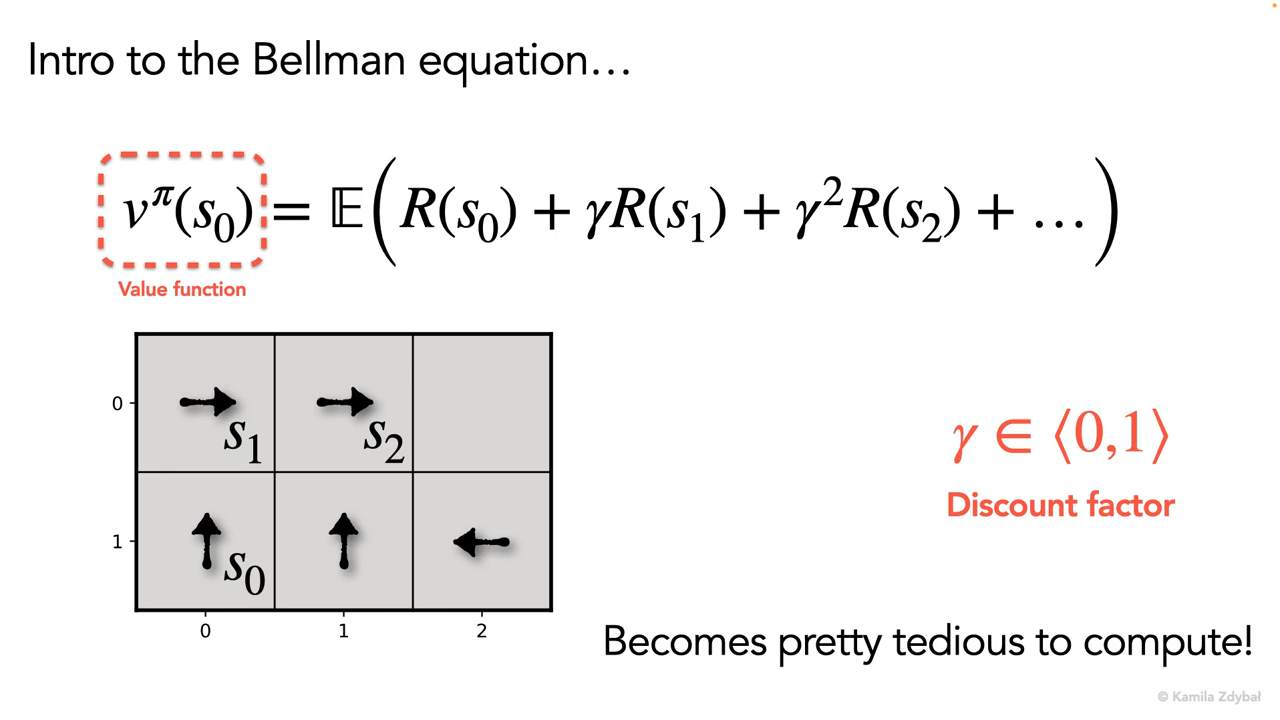 Intro to the Bellman equation…
v^π(s_0) = 𝔼(R(s_0) + γR(s_1) + γ^2R(s_2) + …)
Value function
0
s_1
s_2
γ ∈ ⟨0,1⟩
Discount factor
1
s_0
0 1 2
Becomes pretty tedious to compute!
© Kamila Zdybał